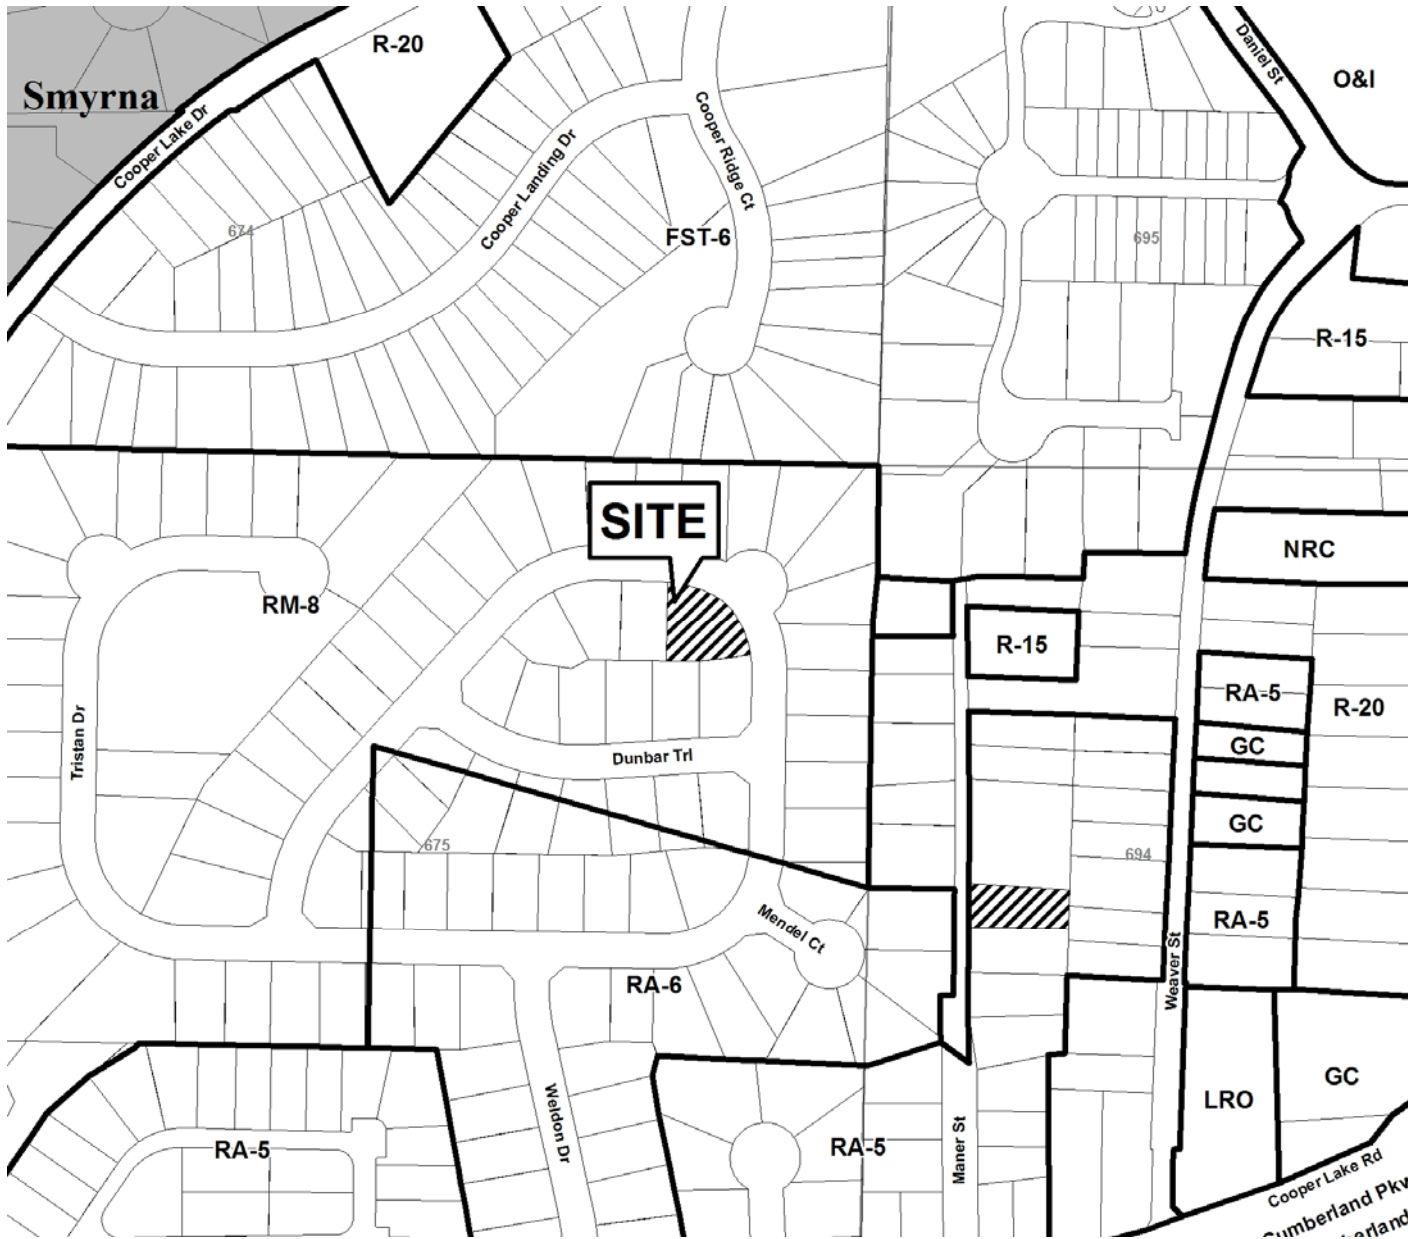 R-20
Smyrna
Cooper Lake Dr
Cooper Landing Dr
Cooper Ridge Ct
Daniel St
O&I
674
FST-6
695
R-15
SITE
NRC
RM-8
R-15
RA-5
R-20
GC
Tristan Dr
Dunbar Trl
GC
675
694
Mendel Ct
RA-5
Weaver St
RA-6
GC
LRO
Weldon Dr
RA-5
RA-5
Maner St
Cooper Lake Rd